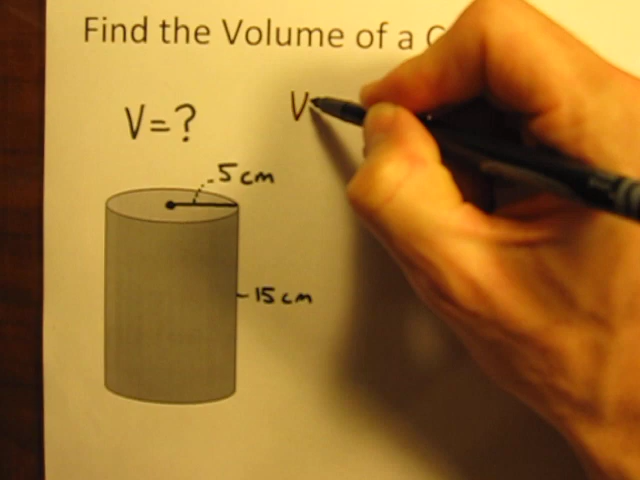 Find the Volume of a
V=?
V
.5cm
15cm